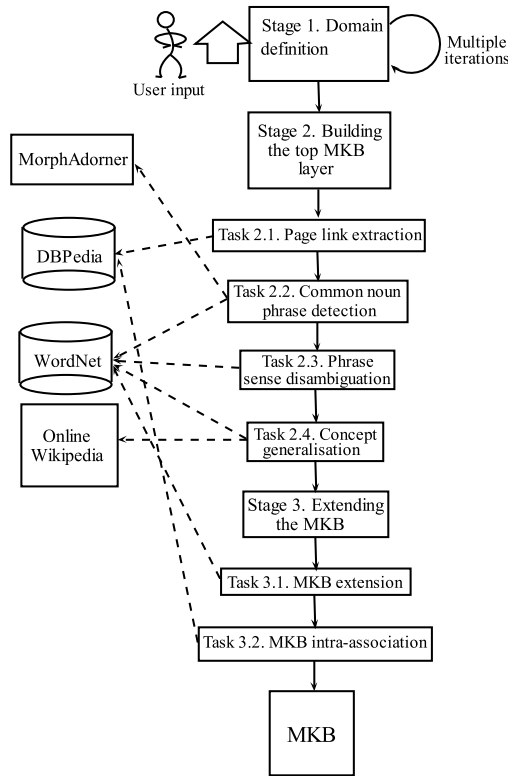 Stage 1. Domain
definition
Multiple
iterations
User input
Stage 2. Building
the top MKB
layer
MorphAdorner
Task 2.1. Page link extraction
DBPedia
Task 2.2. Common noun
phrase detection
WordNet
Task 2.3. Phrase
sense disambiguation
Online
Wikipedia
Task 2.4. Concept
generalisation
Stage 3. Extending
the MKB
Task 3.1. MKB extension
Task 3.2. MKB intra-association
MKB